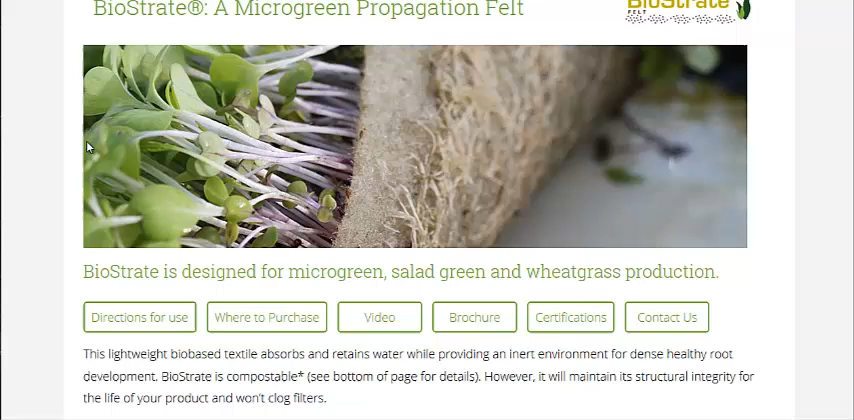 BioStrate®: A Microgreen Propagation Felt
BioStrate
FELT
BioStrate is designed for microgreen, salad green and wheatgrass production.
Directions for use
Where to Purchase
Video
Brochure
Certifications
Contact Us
This lightweight biobased textile absorbs and retains water while providing an inert environment for dense healthy root
development. BioStrate is compostable* (see bottom of page for details). However, it will maintain its structural integrity for
the life of your product and won't clog filters.